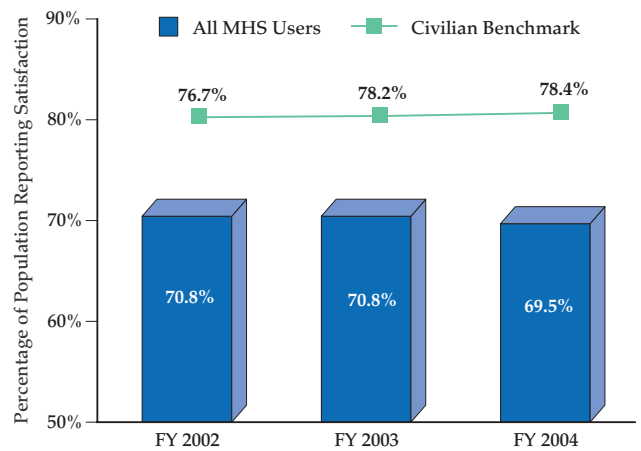 Percentage of Population Reporting Satisfaction
90%
80%
70%
60%
50%
All MHS Users
Civilian Benchmark
76.7%
78.2%
78.4%
70.8%
70.8%
69.5%
FY 2002
FY 2003
FY 2004